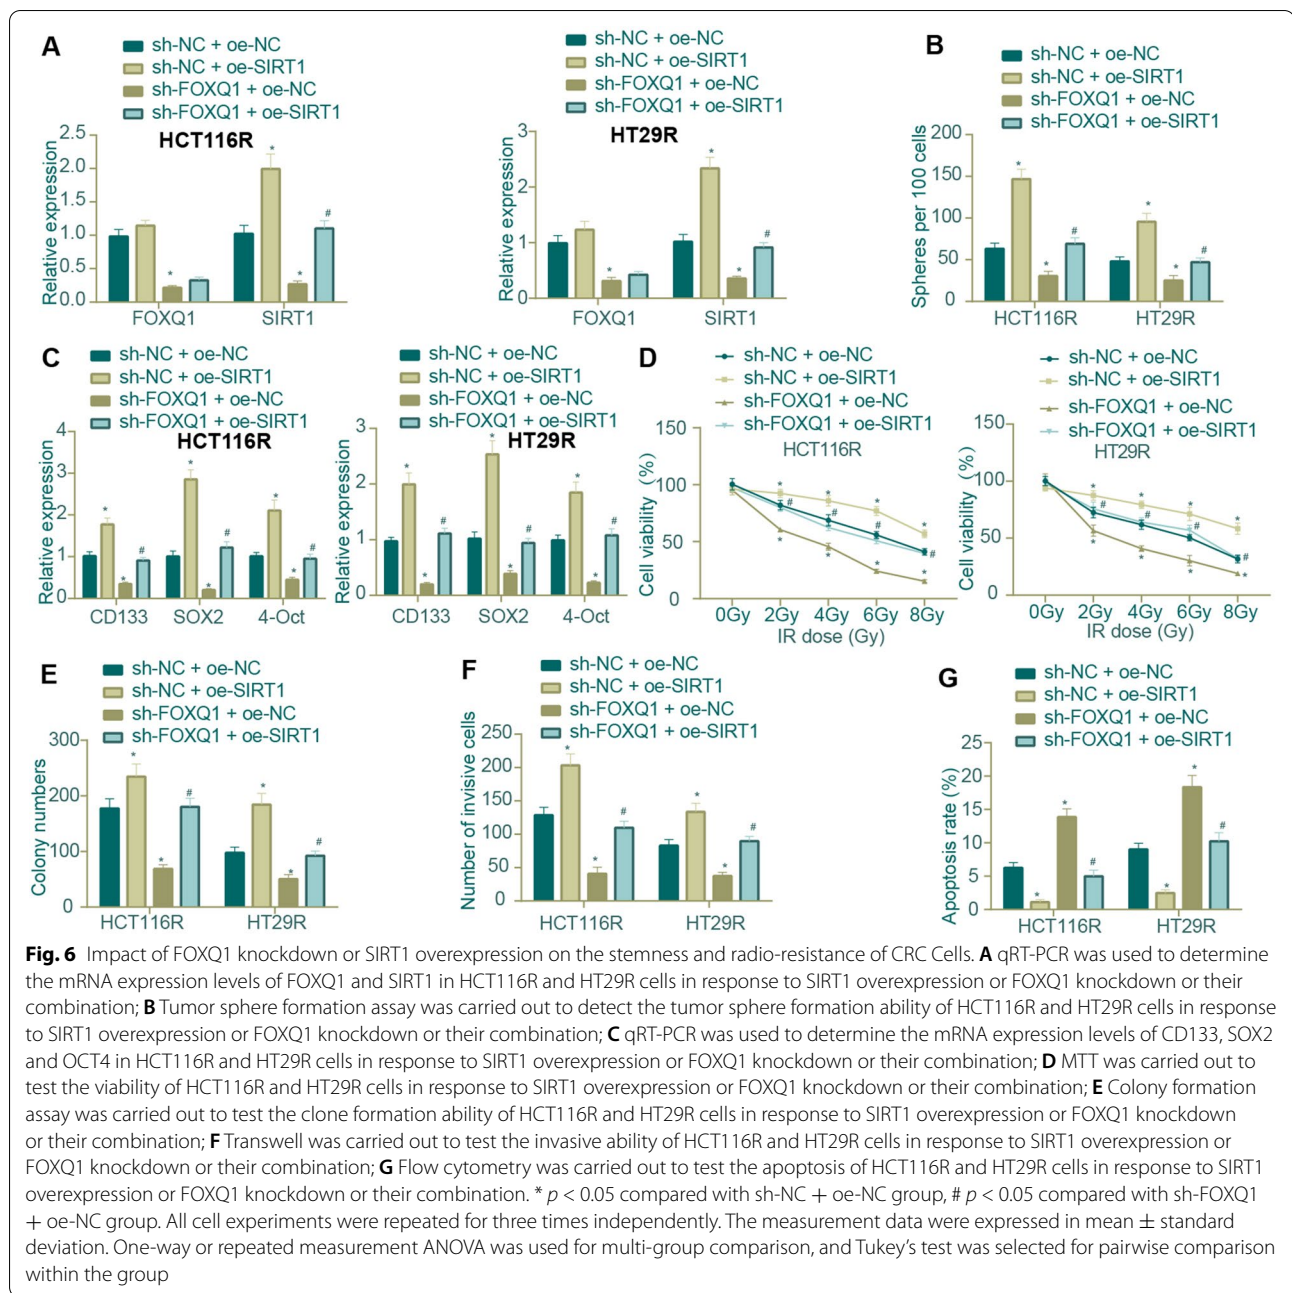 A
sh-NC + oe-NC
sh-NC + oe-SIRT1
sh-FOXQ1 + oe-NC
sh-FOXQ1 + oe-SIRT1
HCT116R
Relative expression
2.5
2.0
1.5
1.0
0.5
0.0
*
*
*
#
FOXQ1
SIRT1
sh-NC + oe-NC
sh-NC + oe-SIRT1
sh-FOXQ1 + oe-NC
sh-FOXQ1 + oe-SIRT1
HT29R
Relative expression
3
2
1
0
*
*
*
#
FOXQ1
SIRT1
B
sh-NC + oe-NC
sh-NC + oe-SIRT1
sh-FOXQ1 + oe-NC
sh-FOXQ1 + oe-SIRT1
Spheres per 100 cells
200
150
100
50
0
*
*
#
*
*
#
HCT116R
HT29R
C
sh-NC + oe-NC
sh-NC + oe-SIRT1
sh-FOXQ1 + oe-NC
sh-FOXQ1 + oe-SIRT1
HCT116R
Relative expression
4
3
2
1
0
*
*
#
*
*
#
*
*
#
CD133
SOX2
4-Oct
sh-NC + oe-NC
sh-NC + oe-SIRT1
sh-FOXQ1 + oe-NC
sh-FOXQ1 + oe-SIRT1
HT29R
Relative expression
3
2
1
0
*
*
#
*
*
#
*
*
#
CD133
SOX2
4-Oct
D
sh-NC + oe-NC
sh-NC + oe-SIRT1
sh-FOXQ1 + oe-NC
sh-FOXQ1 + oe-SIRT1
HCT116R
Cell viability (%)
150
100
50
0
*
*
*
*
#
#
#
#
*
*
*
*
0Gy 2Gy 4Gy 6Gy 8Gy
IR dose (Gy)
sh-NC + oe-NC
sh-NC + oe-SIRT1
sh-FOXQ1 + oe-NC
sh-FOXQ1 + oe-SIRT1
HT29R
Cell viability (%)
150
100
50
0
*
*
*
*
#
#
#
#
*
*
*
*
0Gy 2Gy 4Gy 6Gy 8Gy
IR dose (Gy)
E
sh-NC + oe-NC
sh-NC + oe-SIRT1
sh-FOXQ1 + oe-NC
sh-FOXQ1 + oe-SIRT1
Colony numbers
300
200
100
0
*
*
#
*
*
#
HCT116R
HT29R
F
sh-NC + oe-NC
sh-NC + oe-SIRT1
sh-FOXQ1 + oe-NC
sh-FOXQ1 + oe-SIRT1
Number of invisive cells
250
200
150
100
50
0
*
*
#
*
*
#
HCT116R
HT29R
G
sh-NC + oe-NC
sh-NC + oe-SIRT1
sh-FOXQ1 + oe-NC
sh-FOXQ1 + oe-SIRT1
Apoptosis rate (%)
25
20
15
10
5
0
*
*
#
*
*
#
HCT116R
HT29R
Fig. 6 Impact of FOXQ1 knockdown or SIRT1 overexpression on the stemness and radio-resistance of CRC Cells. A qRT-PCR was used to determine
the mRNA expression levels of FOXQ1 and SIRT1 in HCT116R and HT29R cells in response to SIRT1 overexpression or FOXQ1 knockdown or their
combination; B Tumor sphere formation assay was carried out to detect the tumor sphere formation ability of HCT116R and HT29R cells in response
to SIRT1 overexpression or FOXQ1 knockdown or their combination; C qRT-PCR was used to determine the mRNA expression levels of CD133, SOX2
and OCT4 in HCT116R and HT29R cells in response to SIRT1 overexpression or FOXQ1 knockdown or their combination; D MTT was carried out to
test the viability of HCT116R and HT29R cells in response to SIRT1 overexpression or FOXQ1 knockdown or their combination; E Colony formation
assay was carried out to test the clone formation ability of HCT116R and HT29R cells in response to SIRT1 overexpression or FOXQ1 knockdown
or their combination; F Transwell was carried out to test the invasive ability of HCT116R and HT29R cells in response to SIRT1 overexpression or
FOXQ1 knockdown or their combination; G Flow cytometry was carried out to test the apoptosis of HCT116R and HT29R cells in response to SIRT1
overexpression or FOXQ1 knockdown or their combination. * p < 0.05 compared with sh-NC + oe-NC group, # p < 0.05 compared with sh-FOXQ1
+ oe-NC group. All cell experiments were repeated for three times independently. The measurement data were expressed in mean ± standard
deviation. One-way or repeated measurement ANOVA was used for multi-group comparison, and Tukey's test was selected for pairwise comparison
within the group